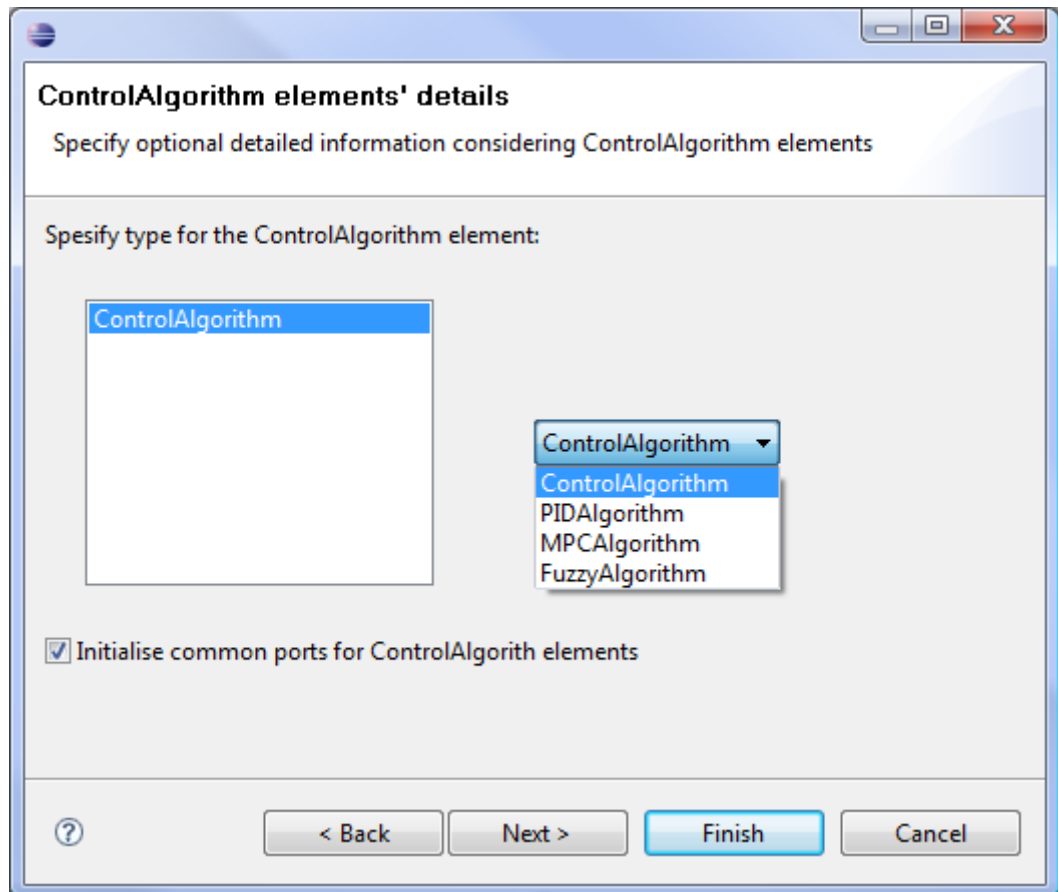 ControlAlgorithm elements' details
Specify optional detailed information considering ControlAlgorithm elements
Spesify type for the ControlAlgorithm element:
ControlAlgorithm
ControlAlgorithm
ControlAlgorithm
PIDAlgorithm
MPCAlgorithm
FuzzyAlgorithm
Initialise common ports for ControlAlgorith elements
? < Back Next > Finish Cancel